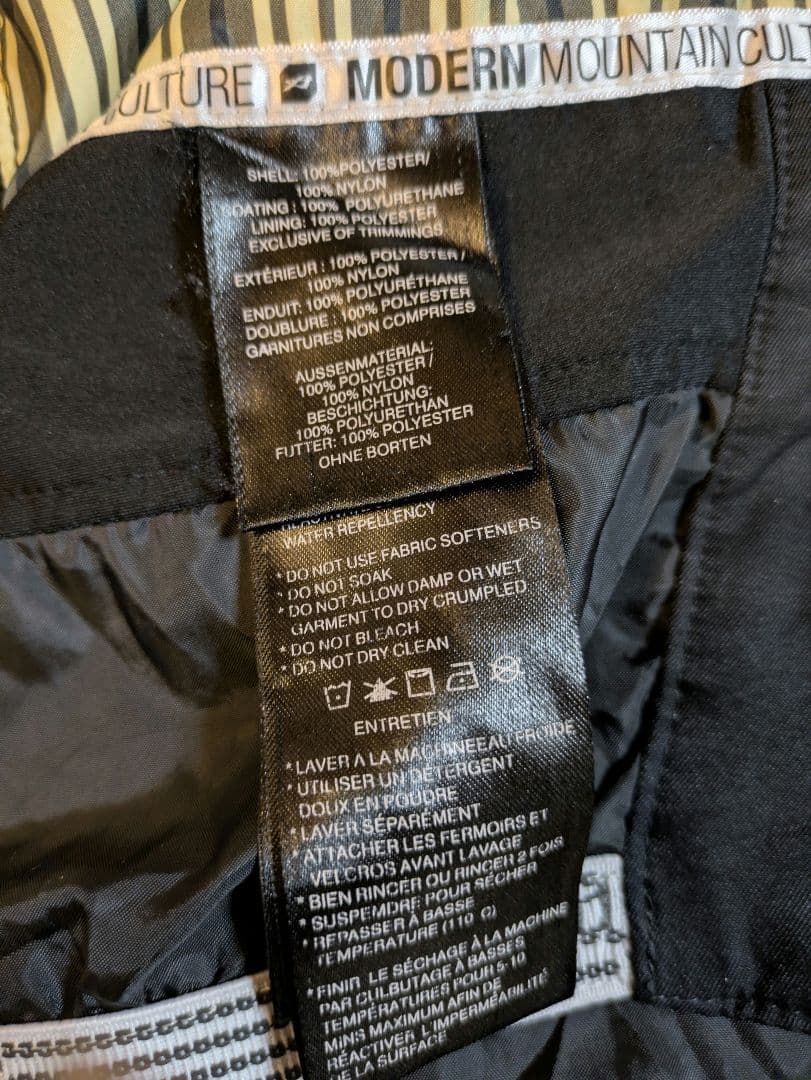 CULTURE MODERN MOUNTAIN CULT
SHELL: 100%POLYESTER/
100% NYLON
COATING: 100% POLYURETHANE
LINING: 100% POLYESTER
EXCLUSIVE OF TRIMMINGS
EXTÉRIEUR : 100% POLYESTER /
100% NYLON
ENDUIT: 100% POLYURÉTHANE
DOUBLURE : 100% POLYESTER
GARNITURES NON COMPRISES
AUSSENMATERIAL:
100% POLYESTER /
100% NYLON
BESCHICHTUNG:
100% POLYURETHAN
FUTTER: 100% POLYESTER
OHNE BORTEN
WATER REPELLENCY
* DO NOT USE FABRIC SOFTENERS
* DO NOT SOAK
* DO NOT ALLOW DAMP OR WET
GARMENT TO DRY CRUMPLED
* DO NOT BLEACH
* DO NOT DRY CLEAN
ENTRETIEN
* LAVER A LA MACHINE EAU FROIDE
* UTILISER UN DÉTERGENT
DOUX EN POUDRE
* LAVER SÉPARÉMENT
* ATTACHER LES FERMOIRS ET
VELCROS AVANT LAVAGE
* BIEN RINCER OU RINCER 2 FOIS
* SUSPEMDRE POUR SÉCHER
* REPASSER À BASSE
TEMPÉRATURE (110 C)
*FINIR LE SÉCHAGE À LA MACHINE
PAR CULBUTAGE À BASSES
TEMPÉRATURES POUR 5-10
MINS MAXIMUM AFIN DE
RÉACTIVER L'IMPERMÉABILITÉ
DE LA SURFACE